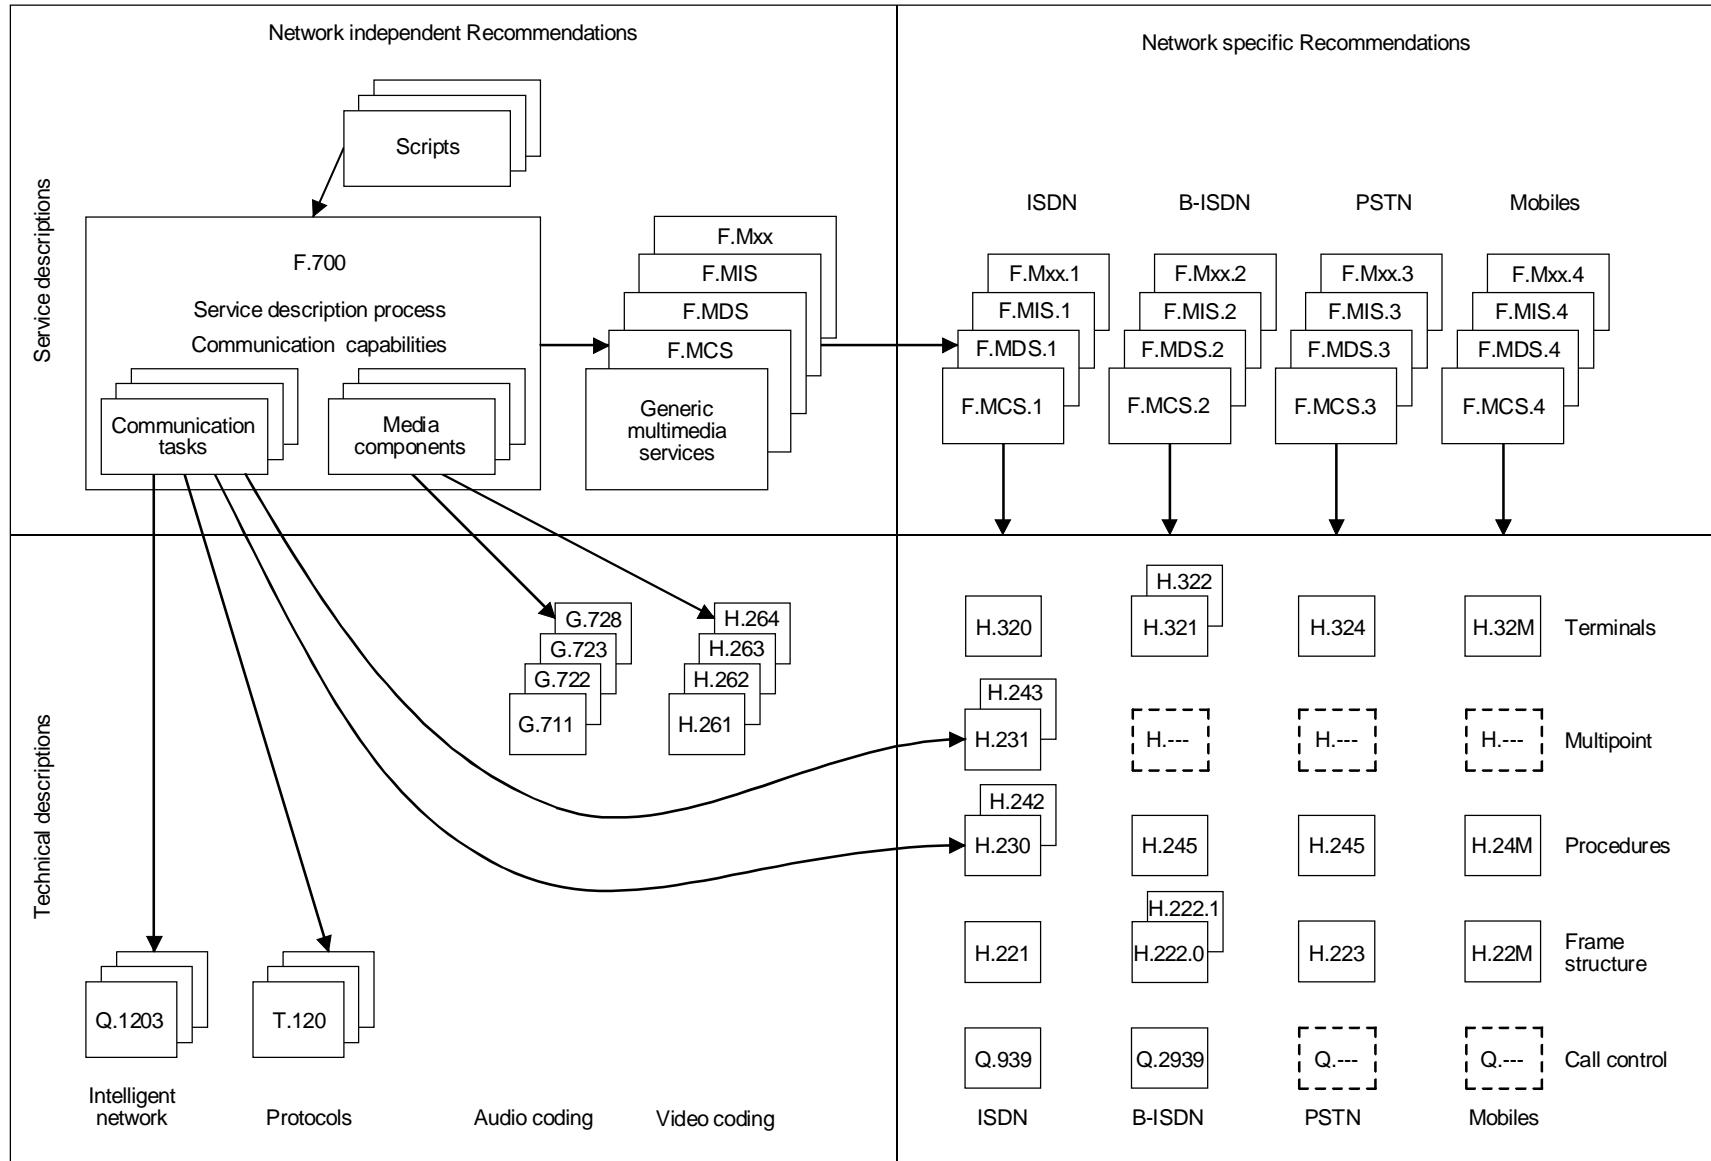 Network independent Recommendations
Network specific Recommendations
Service descriptions
Scripts
F.700
Service description process
Communication capabilities
Communication
tasks
Media
components
F.Mxx
F.MIS
F.MDS
F.MCS
Generic
multimedia
services
ISDN
B-ISDN
PSTN
Mobiles
F.Mxx.1
F.Mxx.2
F.Mxx.3
F.Mxx.4
F.MIS.1
F.MIS.2
F.MIS.3
F.MIS.4
F.MDS.1
F.MDS.2
F.MDS.3
F.MDS.4
F.MCS.1
F.MCS.2
F.MCS.3
F.MCS.4
Technical descriptions
G.728
G.723
G.722
G.711
H.264
H.263
H.262
H.261
Q.1203
T.120
Intelligent
network
Protocols
Audio coding
Video coding
H.322
H.320
H.321
H.324
H.32M
Terminals
H.243
H.231
H.---
H.---
H.---
Multipoint
H.242
H.230
H.245
H.245
H.24M
Procedures
H.222.1
H.221
H.222.0
H.223
H.22M
Frame
structure
Q.939
Q.2939
Q.---
Q.---
Call control
ISDN
B-ISDN
PSTN
Mobiles